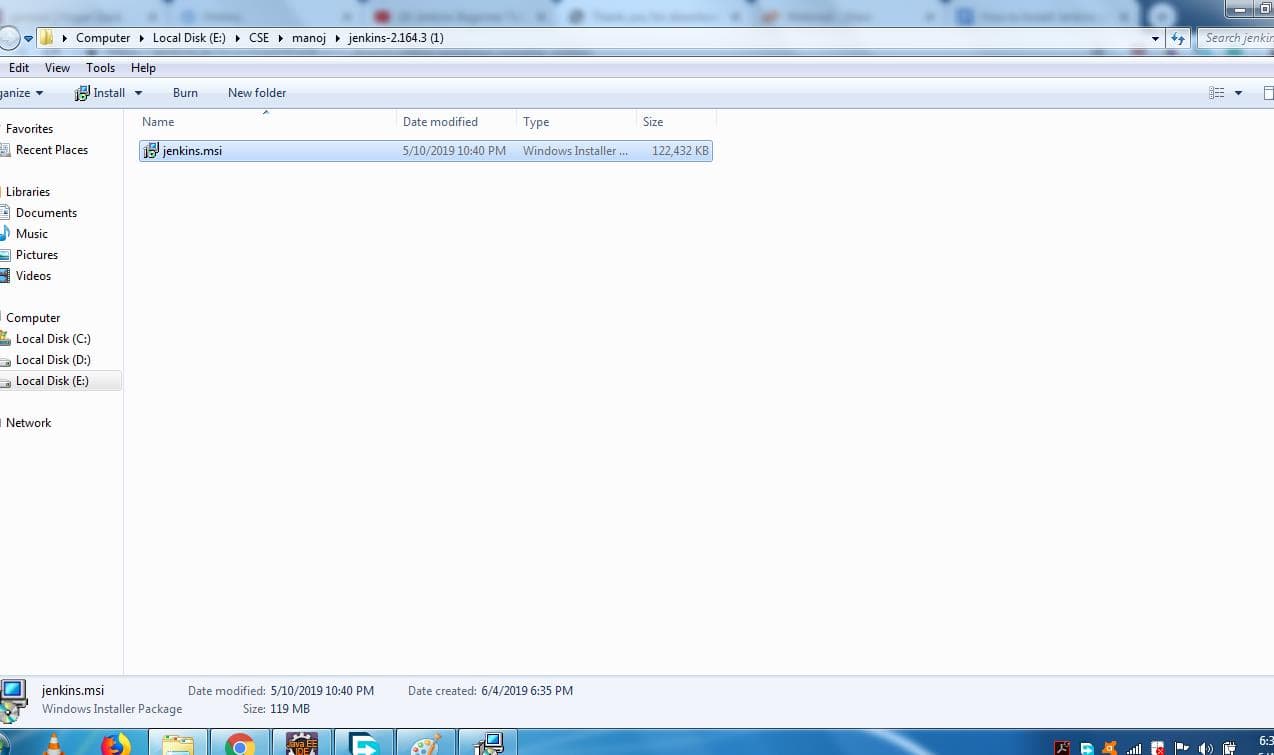 Computer Local Disk (E:) CSE manoj jenkins-2.164.3 (1) Search jenkin
Edit View Tools Help
ganize Install Burn New folder
Name Date modified Type Size
jenkins.msi 5/10/2019 10:40 PM Windows Installer ... 122,432 KB
Favorites
Recent Places
Libraries
Documents
Music
Pictures
Videos
Computer
Local Disk (C:)
Local Disk (D:)
Local Disk (E:)
Network
jenkins.msi Date modified: 5/10/2019 10:40 PM Date created: 6/4/2019 6:35 PM
Windows Installer Package Size: 119 MB
Java EE
IDE
6:3